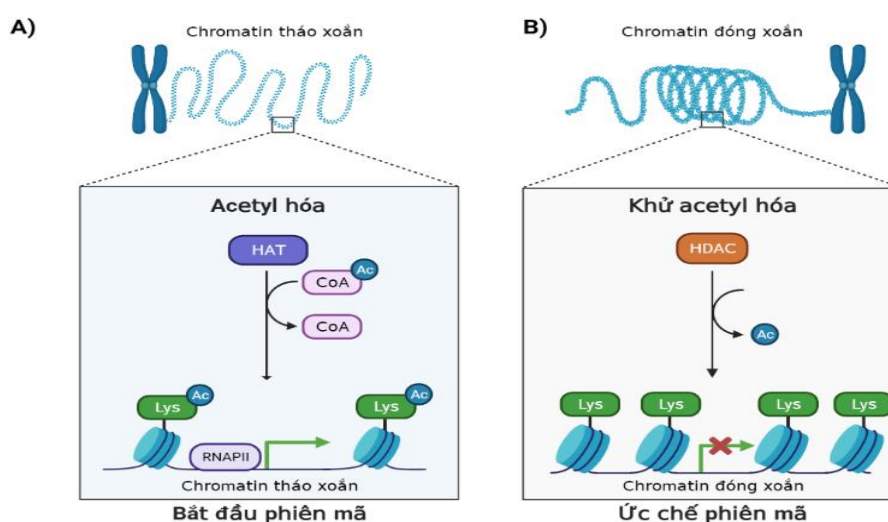 A)
Chromatin tháo xoắn
Acetyl hóa
HAT
Ac
CoA
CoA
Ac
Lys
Ac
Lys
RNAPII
Chromatin tháo xoắn
Bắt đầu phiên mã
B)
Chromatin đóng xoắn
Khử acetyl hóa
HDAC
Ac
Lys
Lys
Lys
Lys
Chromatin đóng xoắn
Ức chế phiên mã